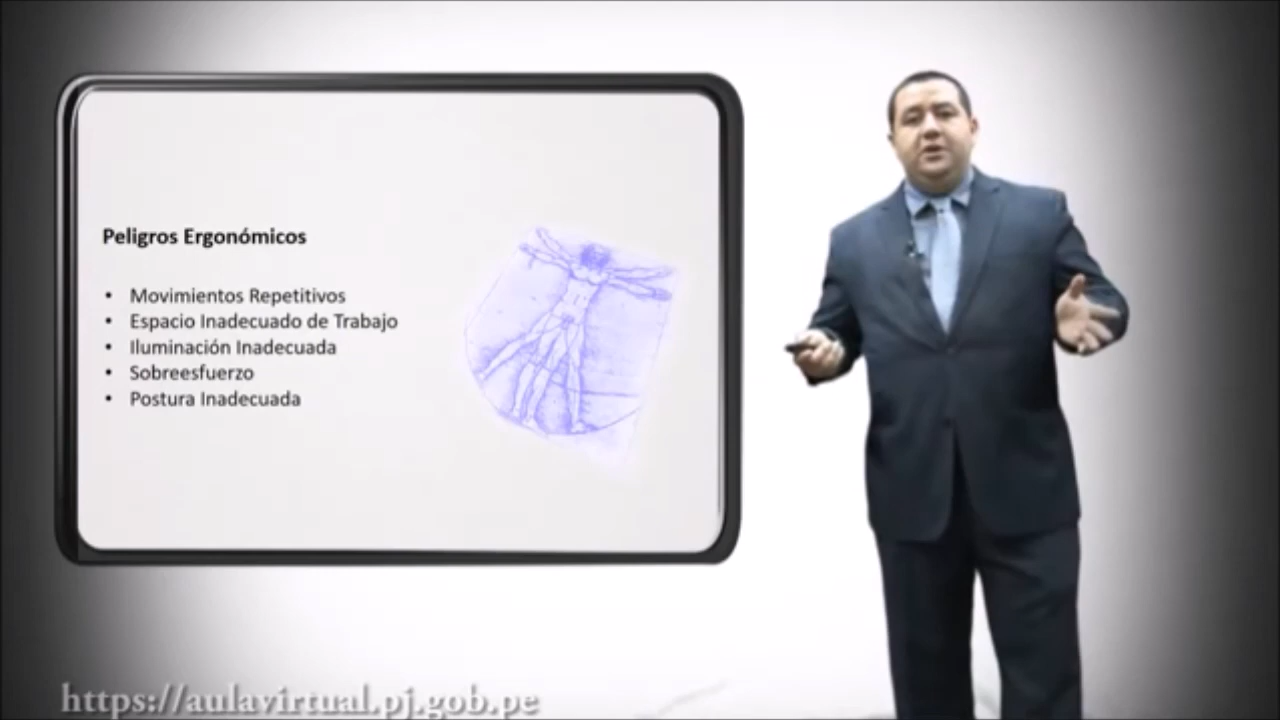 Peligros Ergonómicos
• Movimientos Repetitivos
• Espacio Inadecuado de Trabajo
• Iluminación Inadecuada
• Sobreesfuerzo
• Postura Inadecuada
https://aulavirtual.pj.gob.pe